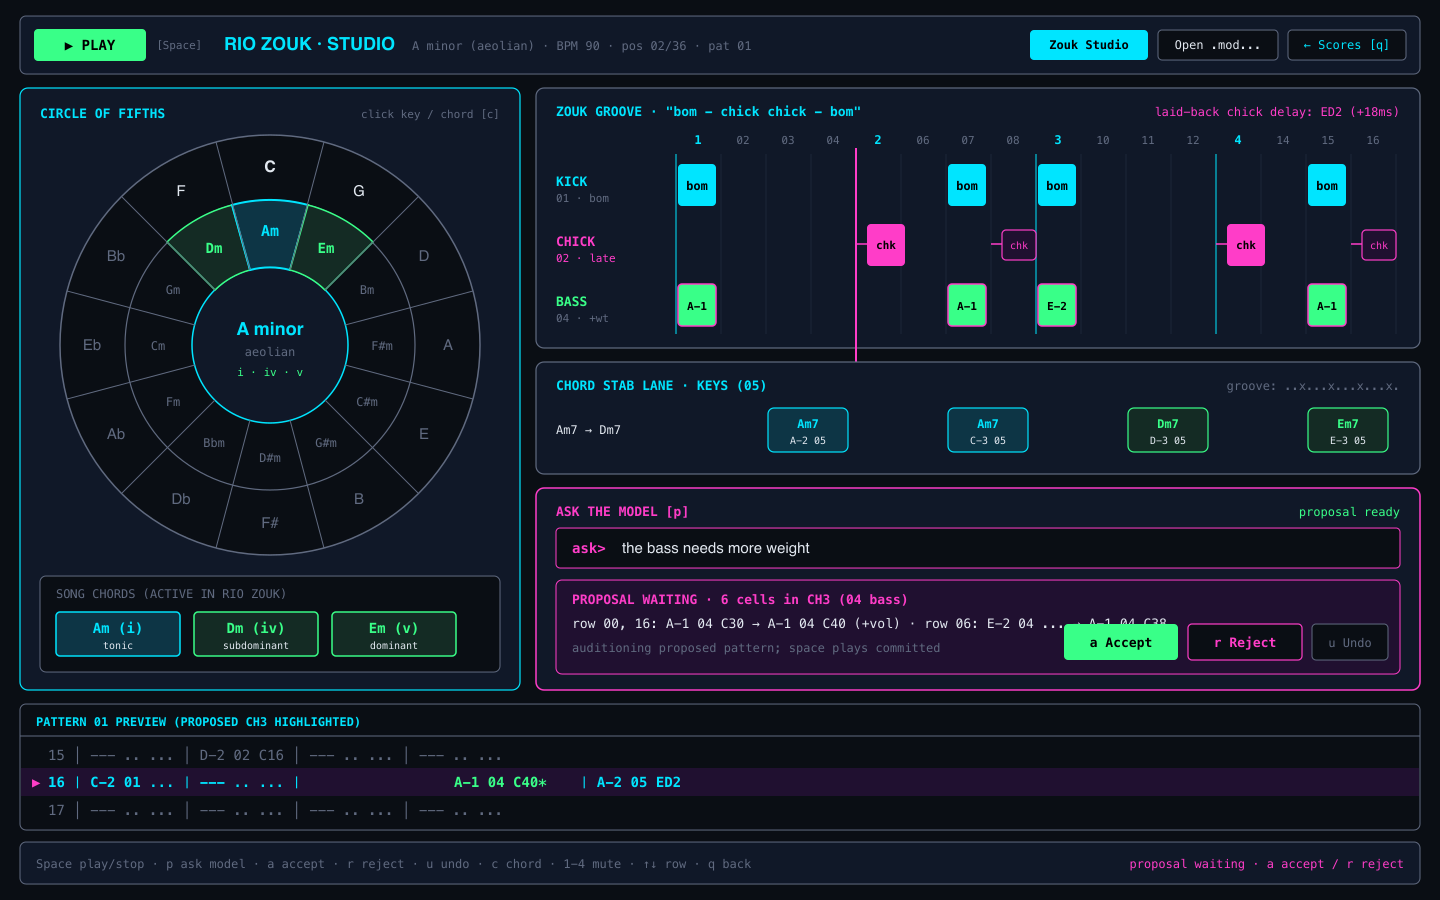 ▶ PLAY [Space] RIO ZOUK · STUDIO A minor (aeolian) · BPM 90 · pos 02/36 · pat 01 Zouk Studio Open .mod... ← Scores [q]
CIRCLE OF FIFTHS click key / chord [c]
C
F G
Am
Dm Em
Bb D
Gm Bm
A minor
Eb Cm aeolian F#m A
i · iv · v
Fm C#m
Ab E
Bbm G#m
D#m
Db B
F#
SONG CHORDS (ACTIVE IN RIO ZOUK)
Am (i) Dm (iv) Em (v)
tonic subdominant dominant
ZOUK GROOVE · "bom – chick chick – bom" laid-back chick delay: ED2 (+18ms)
1 02 03 04 2 06 07 08 3 10 11 12 4 14 15 16
KICK bom bom bom bom
01 · bom
CHICK chk chk chk chk
02 · late
BASS A-1 A-1 E-2 A-1
04 · +wt
CHORD STAB LANE · KEYS (05) groove: ..x...x...x...x.
Am7 → Dm7 Am7 Am7 Dm7 Em7
A-2 05 C-3 05 D-3 05 E-3 05
ASK THE MODEL [p] proposal ready
ask> the bass needs more weight
PROPOSAL WAITING · 6 cells in CH3 (04 bass)
row 00, 16: A-1 04 C30 → A-1 04 C40 (+vol) · row 06: E-2 04 ... → A-1 04 C38
auditioning proposed pattern; space plays committed
a Accept r Reject u Undo
PATTERN 01 PREVIEW (PROPOSED CH3 HIGHLIGHTED)
15 | --- .. ... | D-2 02 C16 | --- .. ... | --- .. ...
▶ 16 | C-2 01 ... | --- .. ... | A-1 04 C40* | A-2 05 ED2
17 | --- .. ... | --- .. ... | --- .. ... | --- .. ...
Space play/stop · p ask model · a accept · r reject · u undo · c chord · 1-4 mute · ↑↓ row · q back proposal waiting · a accept / r reject